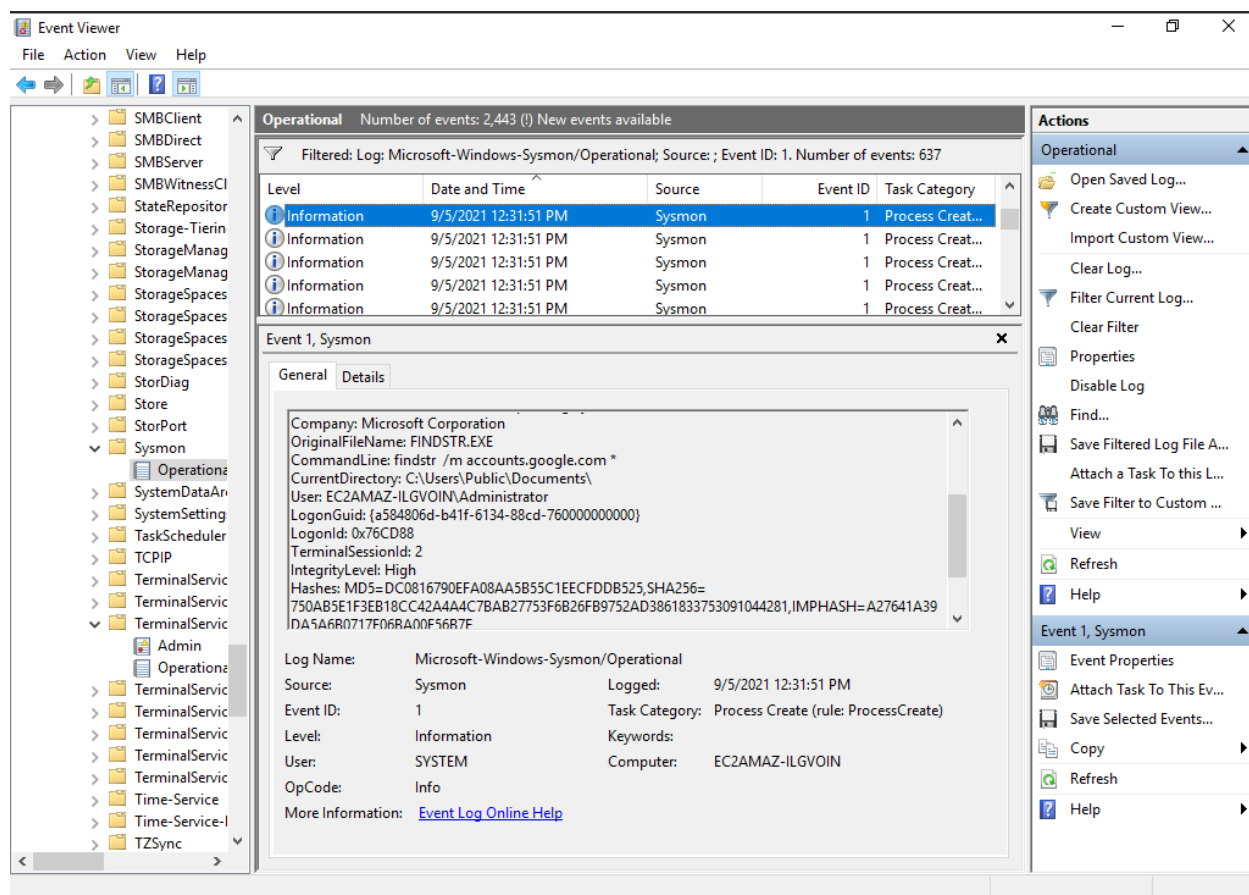 Event Viewer
File Action View Help
SMBClient
SMBDirect
SMBServer
SMBWitnessCl
StateRepositor
Storage-Tierin
StorageManag
StorageManag
StorageSpaces
StorageSpaces
StorageSpaces
StorageSpaces
StorDiag
Store
StorPort
Sysmon
Operationa
SystemDataAr
SystemSetting
TaskScheduler
TCPIP
TerminalServic
TerminalServic
TerminalServic
Admin
Operationa
TerminalServic
TerminalServic
TerminalServic
TerminalServic
TerminalServic
Time-Service
Time-Service-
TZSync
Operational Number of events: 2,443 (!) New events available
Filtered: Log: Microsoft-Windows-Sysmon/Operational; Source: ; Event ID: 1. Number of events: 637
Level Date and Time Source Event ID Task Category
Information 9/5/2021 12:31:51 PM Sysmon 1 Process Creat...
Information 9/5/2021 12:31:51 PM Sysmon 1 Process Creat...
Information 9/5/2021 12:31:51 PM Sysmon 1 Process Creat...
Information 9/5/2021 12:31:51 PM Sysmon 1 Process Creat...
Information 9/5/2021 12:31:51 PM Sysmon 1 Process Creat...
Event 1, Sysmon
General Details
Company: Microsoft Corporation
OriginalFileName: FINDSTR.EXE
CommandLine: findstr /m accounts.google.com *
CurrentDirectory: C:\Users\Public\Documents\
User: EC2AMAZ-ILGVOIN\Administrator
LogonGuid: {a584806d-b41f-6134-88cd-760000000000}
LogonId: 0x76CD88
TerminalSessionId: 2
IntegrityLevel: High
Hashes: MD5=DC0816790EFA08AA5B55C1EECFDDB525,SHA256=
750AB5E1F3EB18CC42A4A4C7BAB27753F6B26FB9752AD3861833753091044281,IMPHASH=A27641A39
DA5A6B0717F06BA00F56B7F
Log Name: Microsoft-Windows-Sysmon/Operational
Source: Sysmon Logged: 9/5/2021 12:31:51 PM
Event ID: 1 Task Category: Process Create (rule: ProcessCreate)
Level: Information Keywords:
User: SYSTEM Computer: EC2AMAZ-ILGVOIN
OpCode: Info
More Information: Event Log Online Help
Actions
Operational
Open Saved Log...
Create Custom View...
Import Custom View...
Clear Log...
Filter Current Log...
Clear Filter
Properties
Disable Log
Find...
Save Filtered Log File A...
Attach a Task To this L...
Save Filter to Custom ...
View
Refresh
Help
Event 1, Sysmon
Event Properties
Attach Task To This Ev...
Save Selected Events...
Copy
Refresh
Help